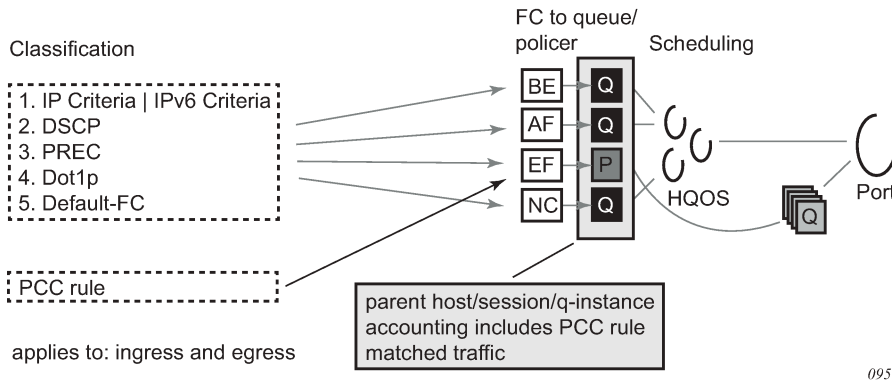 FC to queue/
policer
Classification
Scheduling
1. IP Criteria | IPv6 Criteria
2. DSCP
3. PREC
4. Dot1p
5. Default-FC
BE
Q
AF
Q
EF
P
NC
Q
HQOS
Q
Port
PCC rule
parent host/session/q-instance
accounting includes PCC rule
matched traffic
applies to: ingress and egress
095